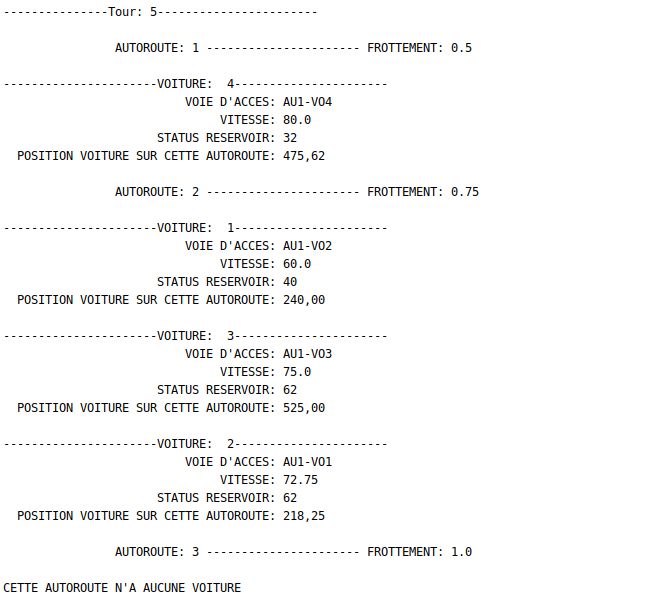 ---------------Tour: 5-----------------------
AUTOROUTE: 1 ---------------------- FROTTEMENT: 0.5
----------------------VOITURE:  4----------------------
VOIE D'ACCES: AU1-VO4
VITESSE: 80.0
STATUS RESERVOIR: 32
POSITION VOITURE SUR CETTE AUTOROUTE: 475,62
AUTOROUTE: 2 ---------------------- FROTTEMENT: 0.75
----------------------VOITURE:  1----------------------
VOIE D'ACCES: AU1-VO2
VITESSE: 60.0
STATUS RESERVOIR: 40
POSITION VOITURE SUR CETTE AUTOROUTE: 240,00
----------------------VOITURE:  3----------------------
VOIE D'ACCES: AU1-VO3
VITESSE: 75.0
STATUS RESERVOIR: 62
POSITION VOITURE SUR CETTE AUTOROUTE: 525,00
----------------------VOITURE:  2----------------------
VOIE D'ACCES: AU1-VO1
VITESSE: 72.75
STATUS RESERVOIR: 62
POSITION VOITURE SUR CETTE AUTOROUTE: 218,25
AUTOROUTE: 3 ---------------------- FROTTEMENT: 1.0
CETTE AUTOROUTE N'A AUCUNE VOITURE